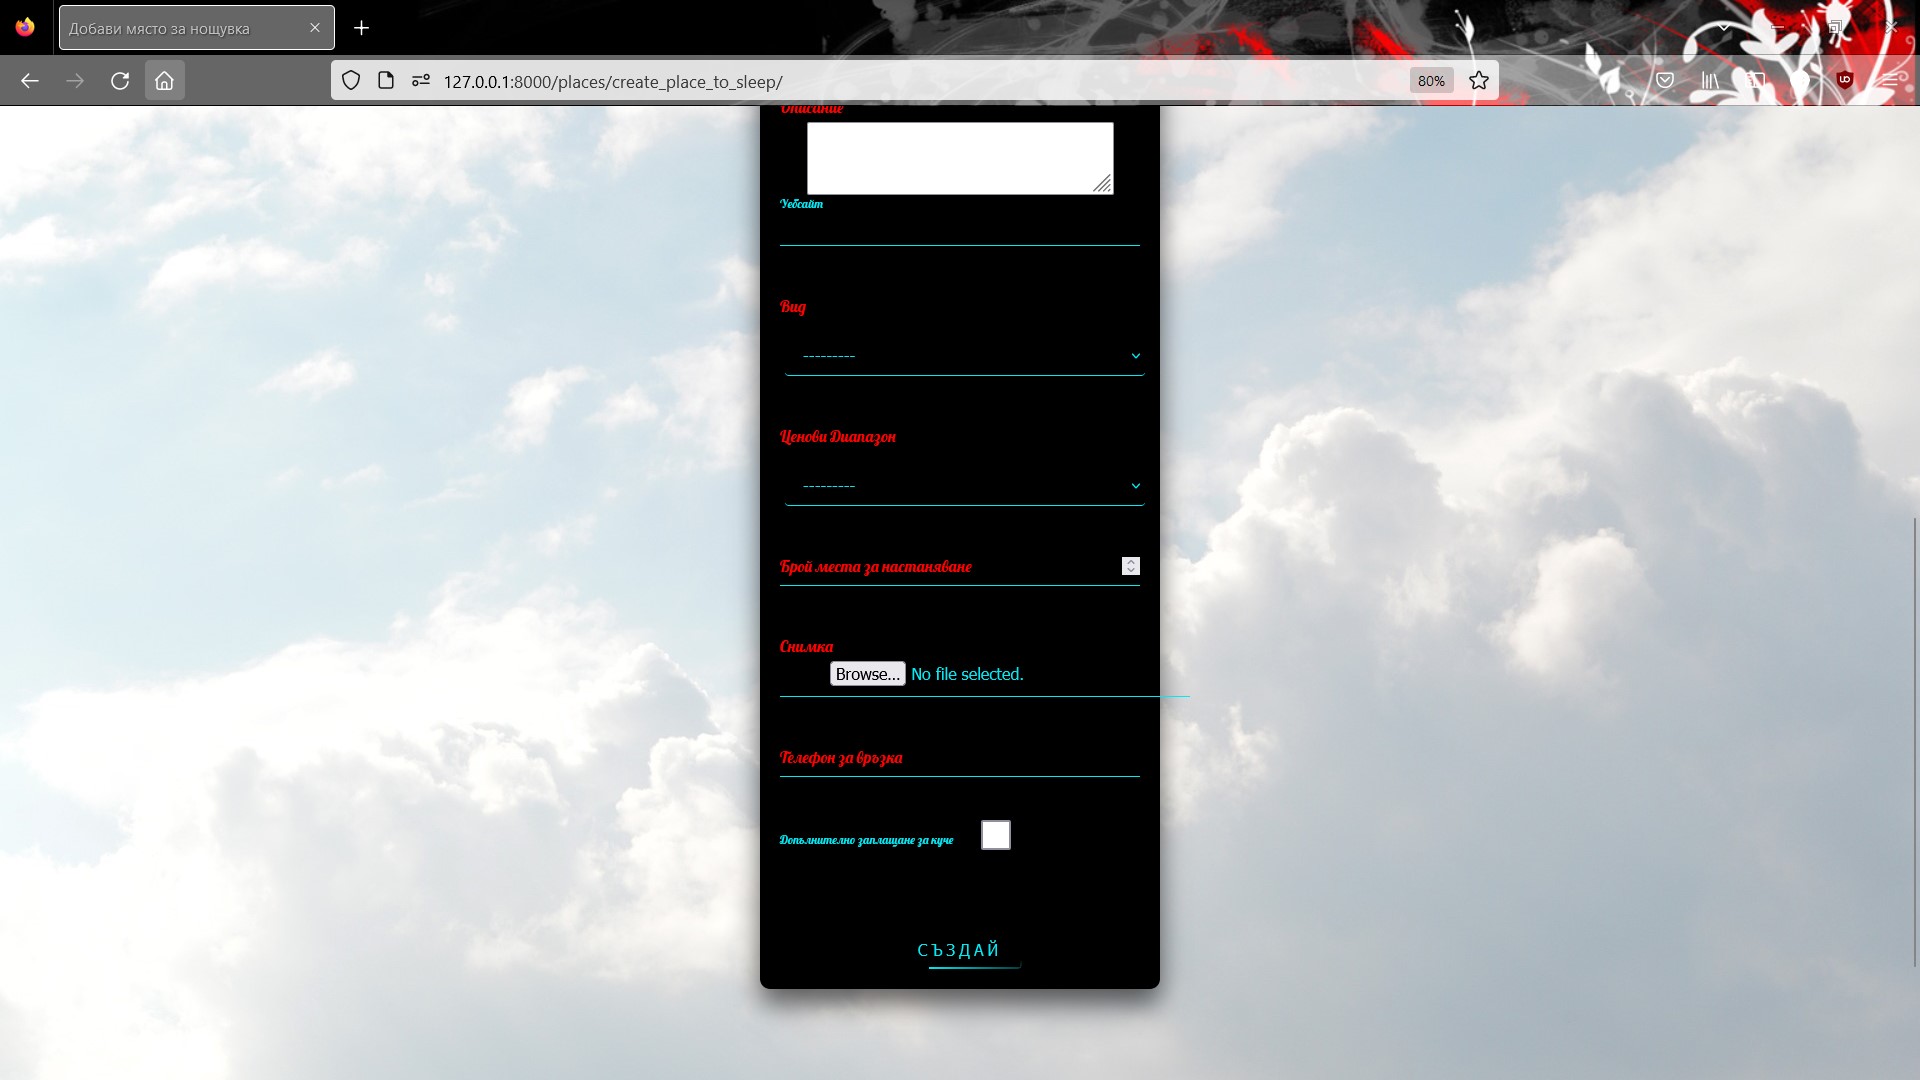 Добави място за нощувка
127.0.0.1:8000/places/create_place_to_sleep/
80%
Описание
Уебсайт
Вид
---------
Ценови Диапазон
---------
Брой места за настаняване
Снимка
Browse... No file selected.
Телефон за връзка
Допълнително заплащане за куче
СЪЗДАЙ